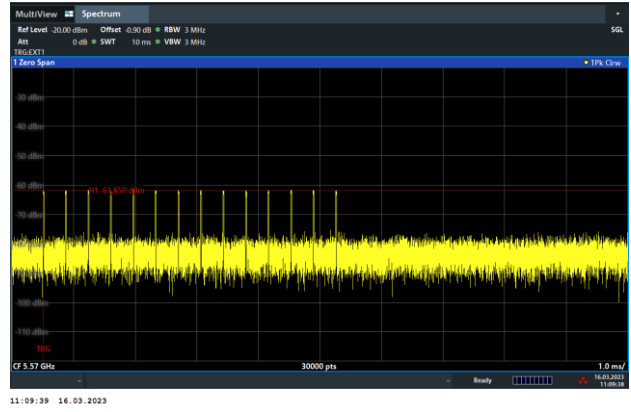 MultiView Spectrum
Ref Level -20.00 dBm Offset -0.90 dB RBW 3 MHz SGL
Att 0 dB SWT 10 ms VBW 3 MHz
TRG:EXT1
1 Zero Span 1Pk Clrw
-30 dBm
-40 dBm
-50 dBm
-60 dBm
H1 -61.650 dBm
-70 dBm
-100 dBm
-110 dBm
TRG
CF 5.57 GHz 30000 pts 1.0 ms/
Ready 16.03.2023
11:09:38
11:09:39 16.03.2023